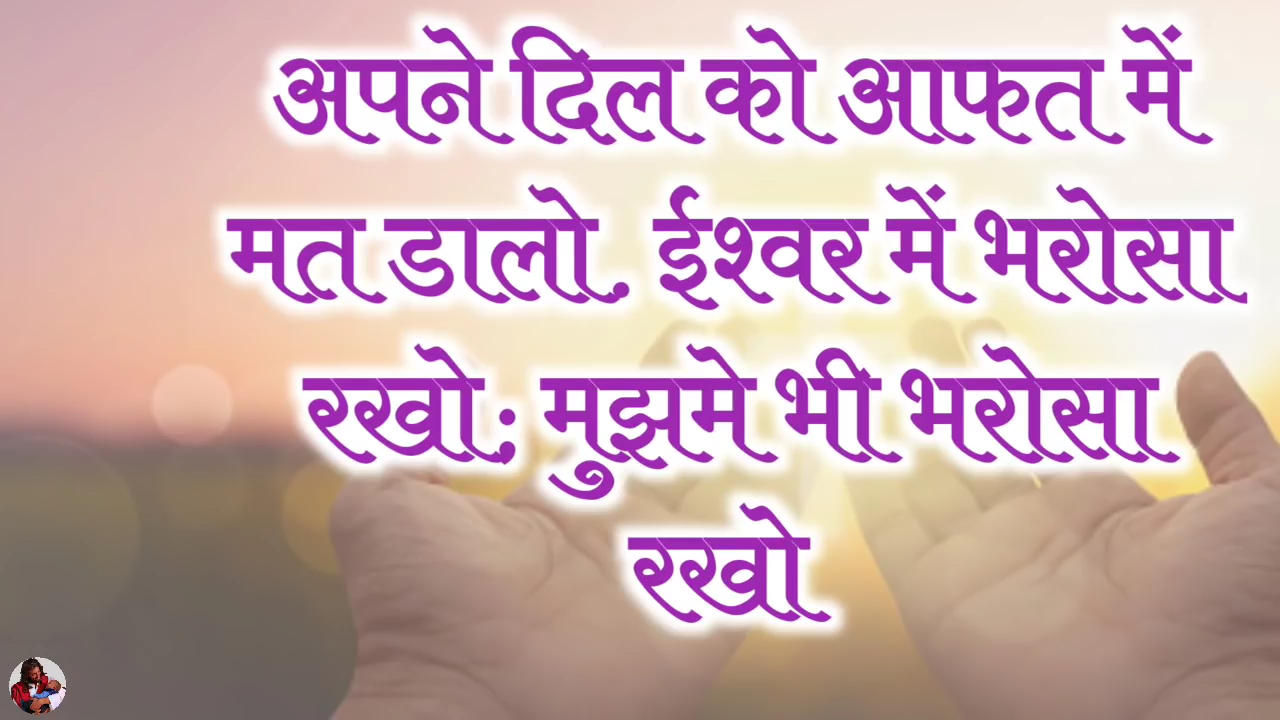 अपने दिल को आफत में
मत डालो. ईश्वर में भरोसा
रखो; मुझमे भी भरोसा
रखो